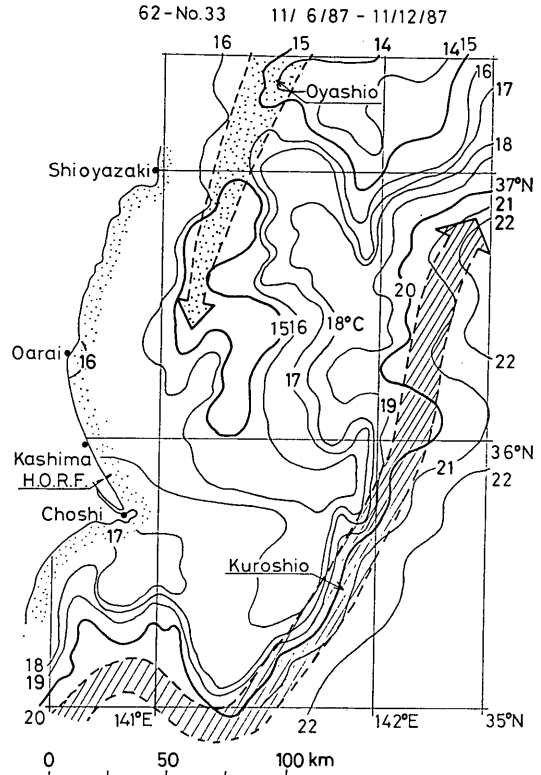 62-No.33 11/ 6/87 - 11/12/87
16 15 14 14 15
16
17
Oyashio
18
Shioyazaki
37°N
21
22
20
15 16 18°C
Oarai 16
17
22
19
36°N
Kashima
21
22
H.O.R.F.
Choshi
17
Kuroshio
18
19
20 141°E 22 142°E 35°N
0 50 100 km